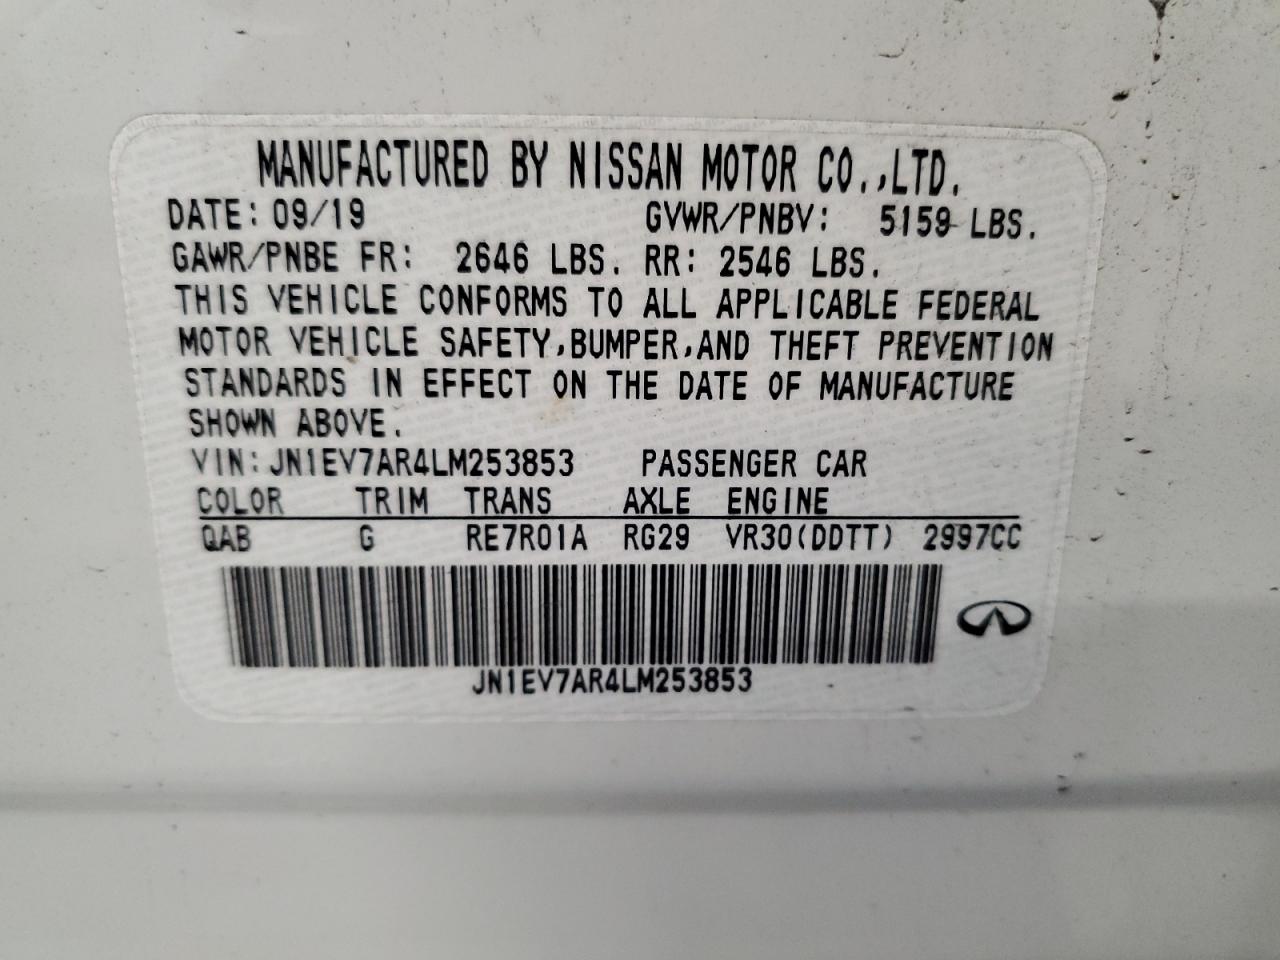 MANUFACTURED BY NISSAN MOTOR CO.,LTD.
DATE: 09/19 GVWR/PNBV: 5159 LBS.
GAWR/PNBE FR: 2646 LBS. RR: 2546 LBS.
THIS VEHICLE CONFORMS TO ALL APPLICABLE FEDERAL
MOTOR VEHICLE SAFETY,BUMPER,AND THEFT PREVENTION
STANDARDS IN EFFECT ON THE DATE OF MANUFACTURE
SHOWN ABOVE.
VIN:JN1EV7AR4LM253853 PASSENGER CAR
COLOR TRIM TRANS AXLE ENGINE
QAB G RE7R01A RG29 VR30(DDTT) 2997CC
JN1EV7AR4LM253853